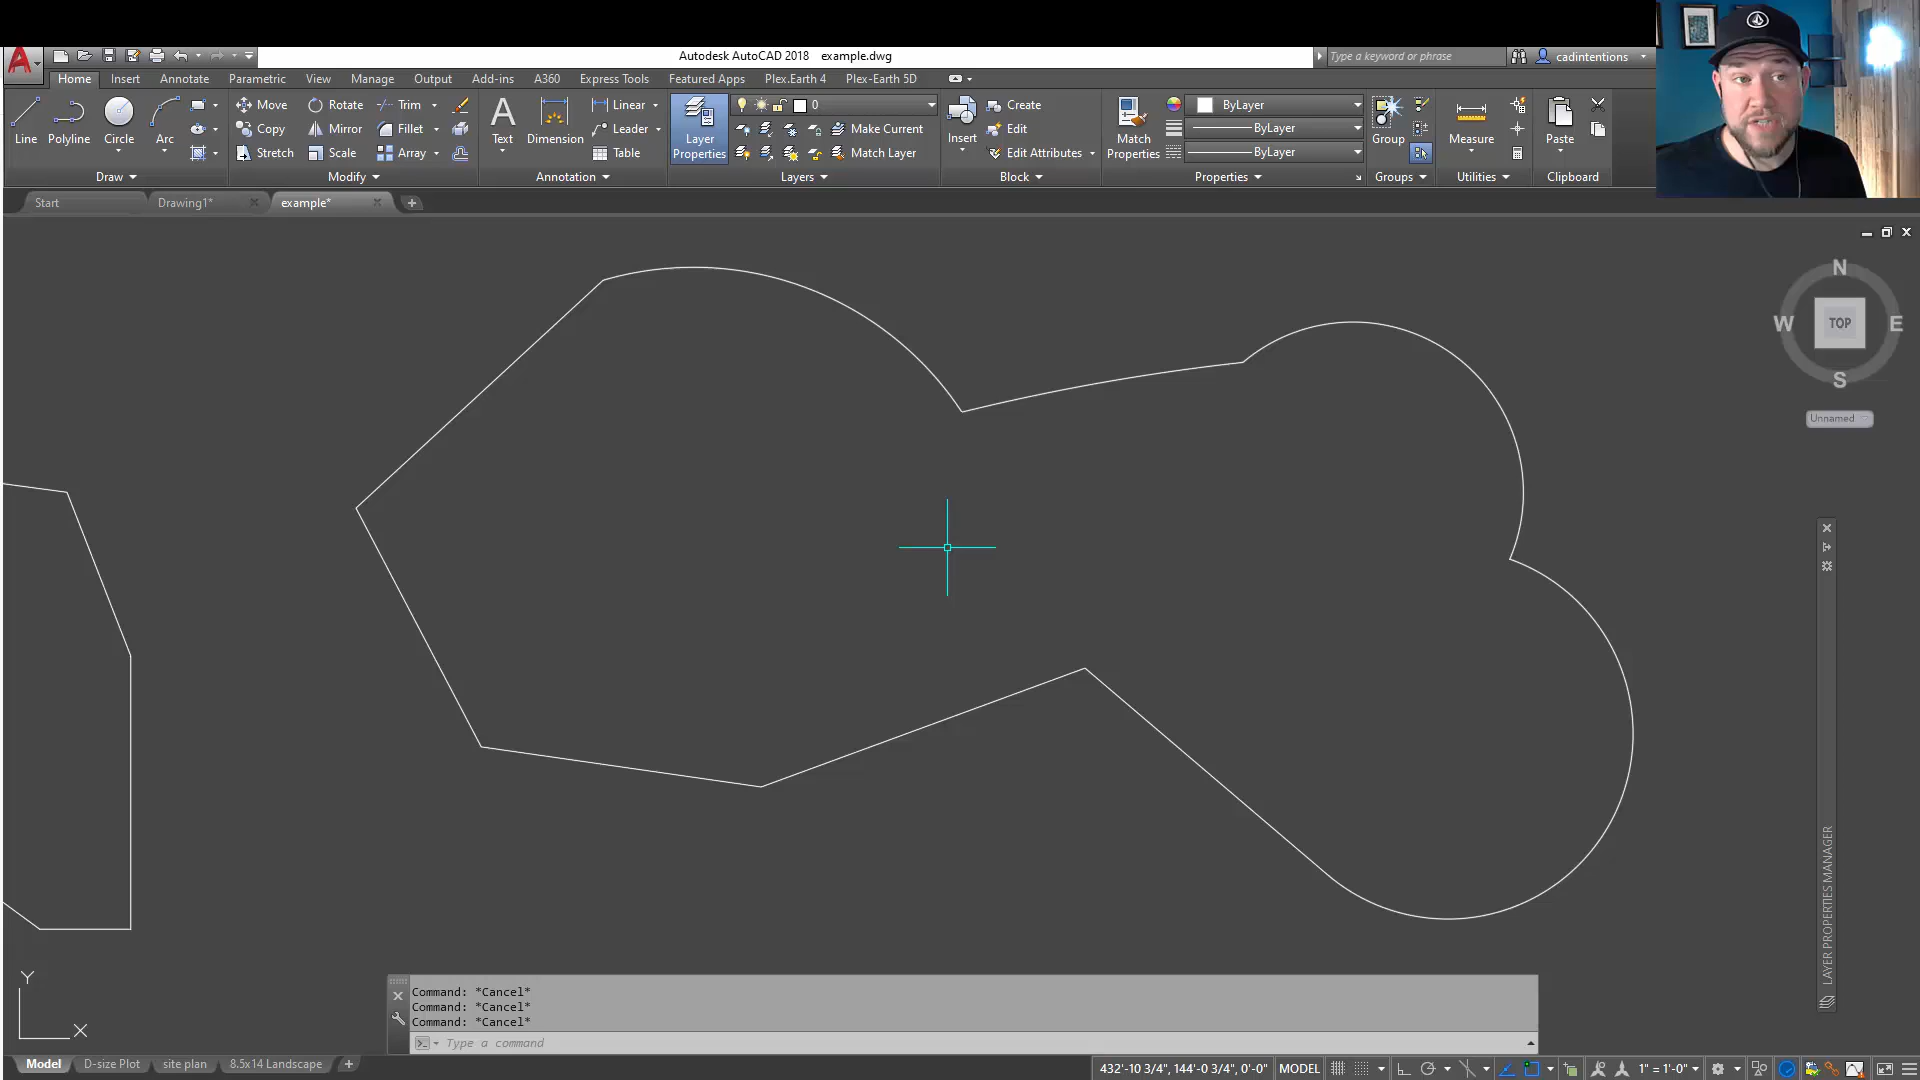 Autodesk AutoCAD 2018 example.dwg
Type a keyword or phrase
cadintentions
Home Insert Annotate Parametric View Manage Output Add-ins A360 Express Tools Featured Apps Plex.Earth 4 Plex-Earth 5D
Line
Polyline
Circle
Arc
Draw
Move
Rotate
Trim
Copy
Mirror
Fillet
Stretch
Scale
Array
Modify
Text
Dimension
Linear
Leader
Table
Annotation
Layer
Properties
0
Make Current
Match Layer
Layers
Insert
Create
Edit
Edit Attributes
Block
Match
Properties
ByLayer
ByLayer
ByLayer
Properties
Group
Groups
Measure
Utilities
Paste
Clipboard
Start
Drawing1*
example*
N
W
TOP
E
S
Unnamed
LAYER PROPERTIES MANAGER
Y
X
Command: *Cancel*
Command: *Cancel*
Command: *Cancel*
Type a command
Model
D-size Plot
site plan
8.5x14 Landscape
432'-10 3/4", 144'-0 3/4", 0'-0"
MODEL
1" = 1'-0"